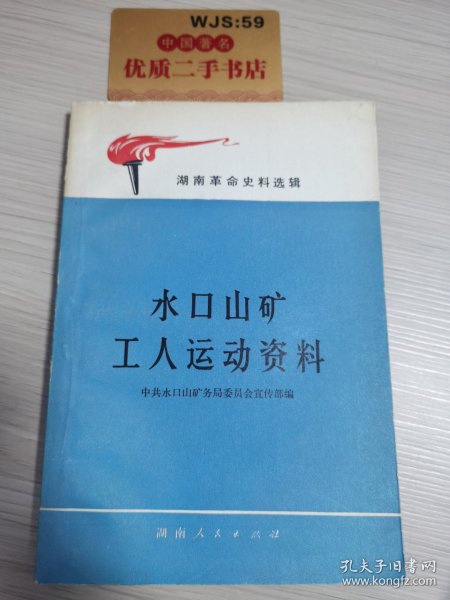 WJS:59
中国著名
优质二手书店
湖南革命史料选辑
水口山矿
工人运动资料
中共水口山矿务局委员会宣传部编
湖南人民出版社
孔夫子旧书网
www.kongfz.com